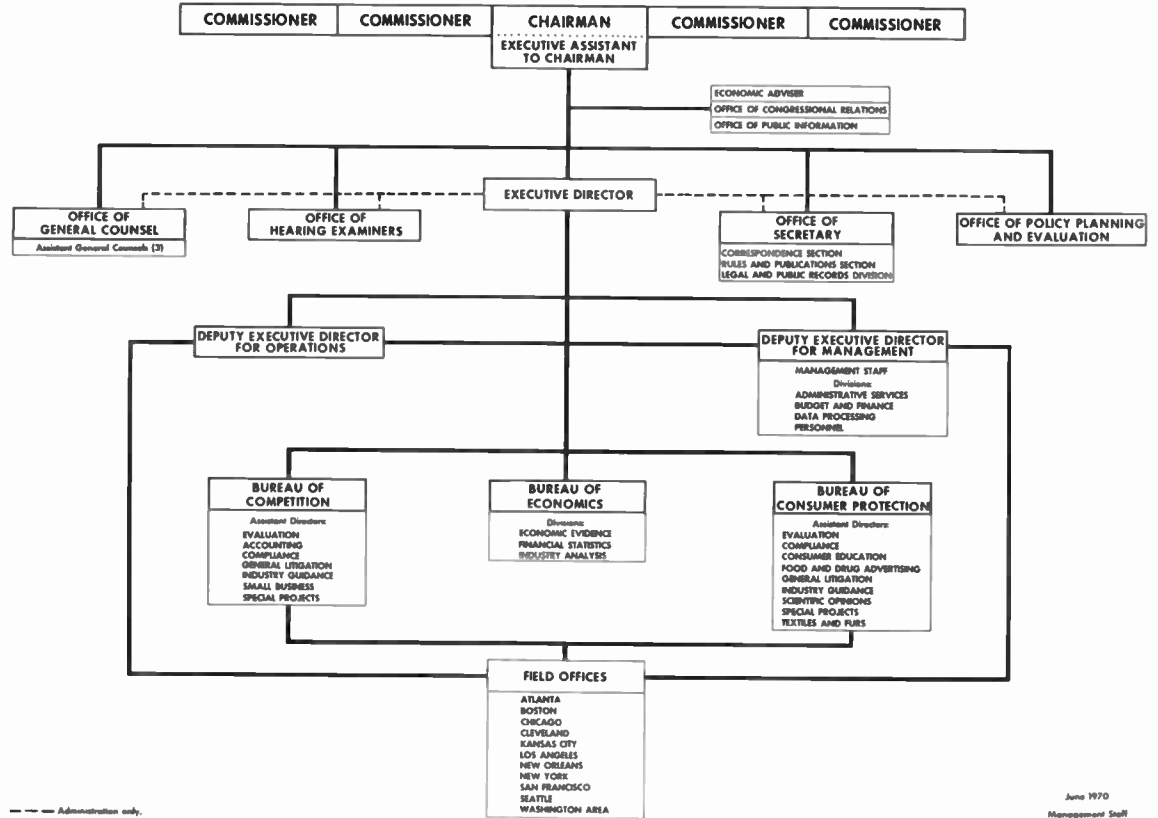 COMMISSIONER
COMMISSIONER
CHAIRMAN
EXECUTIVE ASSISTANT
TO CHAIRMAN
COMMISSIONER
COMMISSIONER
ECONOMIC ADVISER
OFFICE OF CONGRESSIONAL RELATIONS
OFFICE OF PUBLIC INFORMATION
EXECUTIVE DIRECTOR
OFFICE OF
GENERAL COUNSEL
Assistant General Counsels (3)
OFFICE OF
HEARING EXAMINERS
OFFICE OF
SECRETARY
CORRESPONDENCE SECTION
RULES AND PUBLICATIONS SECTION
LEGAL AND PUBLIC RECORDS DIVISION
OFFICE OF POLICY PLANNING
AND EVALUATION
DEPUTY EXECUTIVE DIRECTOR
FOR OPERATIONS
DEPUTY EXECUTIVE DIRECTOR
FOR MANAGEMENT
MANAGEMENT STAFF
Divisions:
ADMINISTRATIVE SERVICES
BUDGET AND FINANCE
DATA PROCESSING
PERSONNEL
BUREAU OF
COMPETITION
Assistant Directors:
EVALUATION
ACCOUNTING
COMPLIANCE
GENERAL LITIGATION
INDUSTRY GUIDANCE
SMALL BUSINESS
SPECIAL PROJECTS
BUREAU OF
ECONOMICS
Divisions:
ECONOMIC EVIDENCE
FINANCIAL STATISTICS
INDUSTRY ANALYSIS
BUREAU OF
CONSUMER PROTECTION
Assistant Directors:
EVALUATION
COMPLIANCE
CONSUMER EDUCATION
FOOD AND DRUG ADVERTISING
GENERAL LITIGATION
INDUSTRY GUIDANCE
SCIENTIFIC OPINIONS
SPECIAL PROJECTS
TEXTILES AND FURS
FIELD OFFICES
ATLANTA
BOSTON
CHICAGO
CLEVELAND
KANSAS CITY
LOS ANGELES
NEW ORLEANS
NEW YORK
SAN FRANCISCO
SEATTLE
WASHINGTON AREA
Administration only.
June 1970
Management Staff